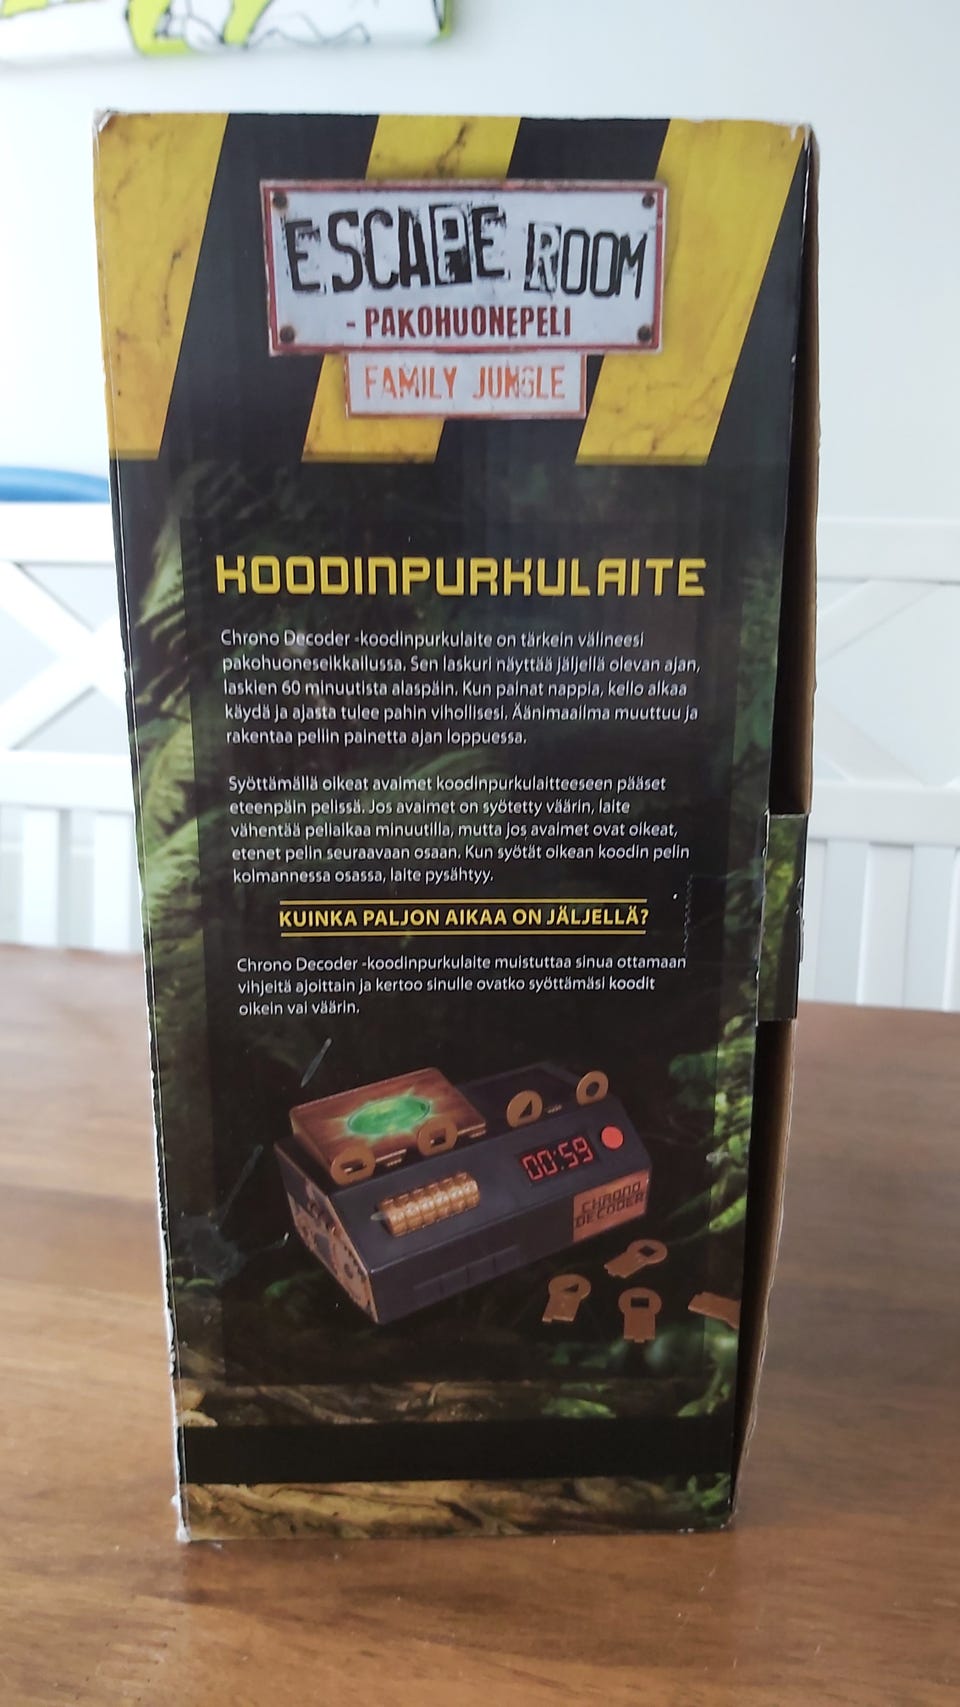 ESCAPE ROOM
- PAKOHUONEPELI
FAMILY JUNGLE
KOODINPURKULAITE
Chrono Decoder -koodinpurkulaite on tärkein välineesi
pakohuoneseikkailussa. Sen laskuri näyttää jäljellä olevan ajan,
laskien 60 minuutista alaspäin. Kun painat nappia, kello alkaa
käydä ja ajasta tulee pahin vihollisesi. Äänimaailma muuttuu ja
rakentaa peliin painetta ajan loppuessa.
Syöttämällä oikeat avaimet koodinpurkulaitteeseen pääset
eteenpäin pelissä. Jos avaimet on syötetty väärin, laite
vähentää peliaikaa minuutilla, mutta jos avaimet ovat oikeat,
etenet pelin seuraavaan osaan. Kun syötät oikean koodin pelin
kolmannessa osassa, laite pysähtyy.
KUINKA PALJON AIKAA ON JÄLJELLÄ?
Chrono Decoder -koodinpurkulaite muistuttaa sinua ottamaan
vihjeitä ajoittain ja kertoo sinulle ovatko syöttämäsi koodit
oikein vai väärin.
00:59
CHRONO
DECODER